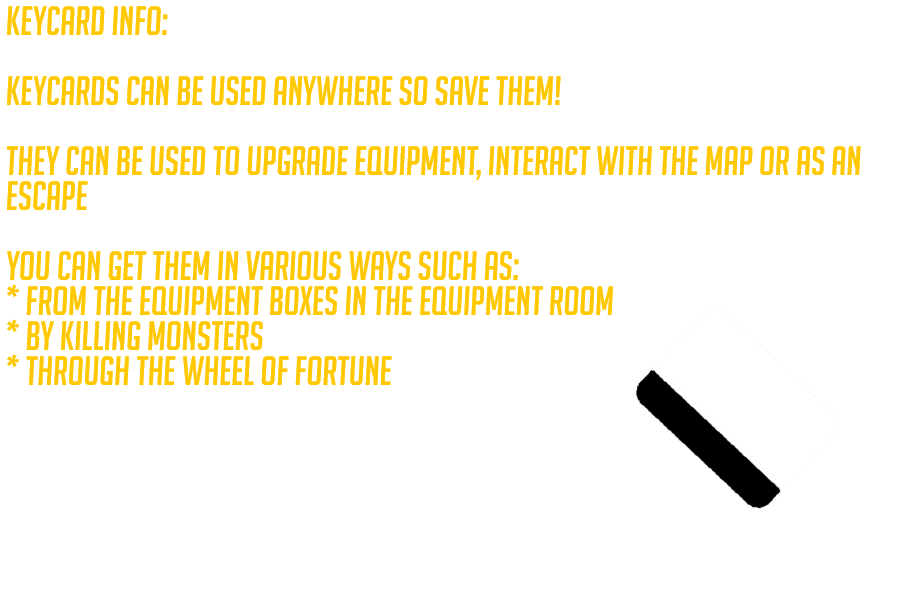 KEYCARD INFO:
KEYCARDS CAN BE USED ANYWHERE SO SAVE THEM!
THEY CAN BE USED TO UPGRADE EQUIPMENT, INTERACT WITH THE MAP OR AS AN
ESCAPE
YOU CAN GET THEM IN VARIOUS WAYS SUCH AS:
* FROM THE EQUIPMENT BOXES IN THE EQUIPMENT ROOM
* BY KILLING MONSTERS
* THROUGH THE WHEEL OF FORTUNE